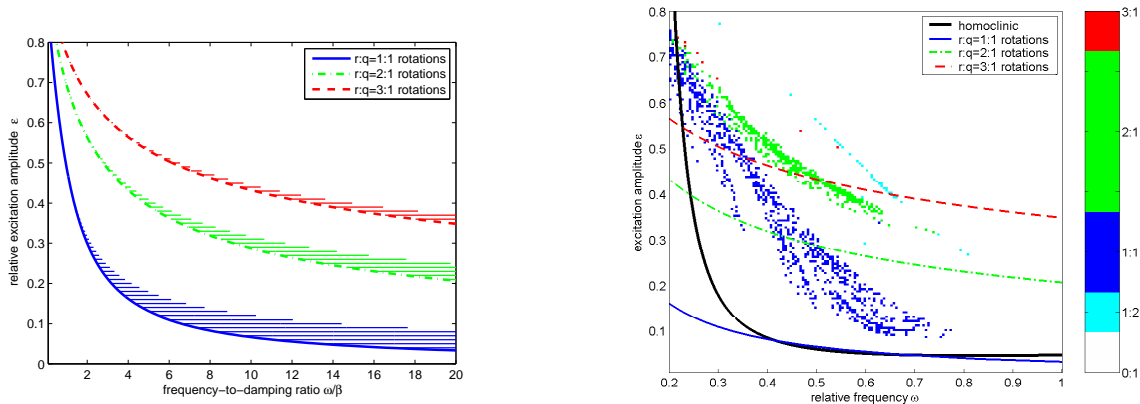 0.8
0.7
0.6
0.5
0.4
0.3
0.2
0.1
0
relative excitation amplitude ε
r:q=1:1 rotations
r:q=2:1 rotations
r:q=3:1 rotations
2 4 6 8 10 12 14 16 18 20
frequency−to−damping ratio ω/β
0.8
0.7
0.6
0.5
0.4
0.3
0.2
0.1
excitation amplitude ε
homoclinic
r:q=1:1 rotations
r:q=2:1 rotations
r:q=3:1 rotations
0.2 0.3 0.4 0.5 0.6 0.7 0.8 0.9 1
relative frequency ω
3:1
2:1
1:1
1:2
0:1